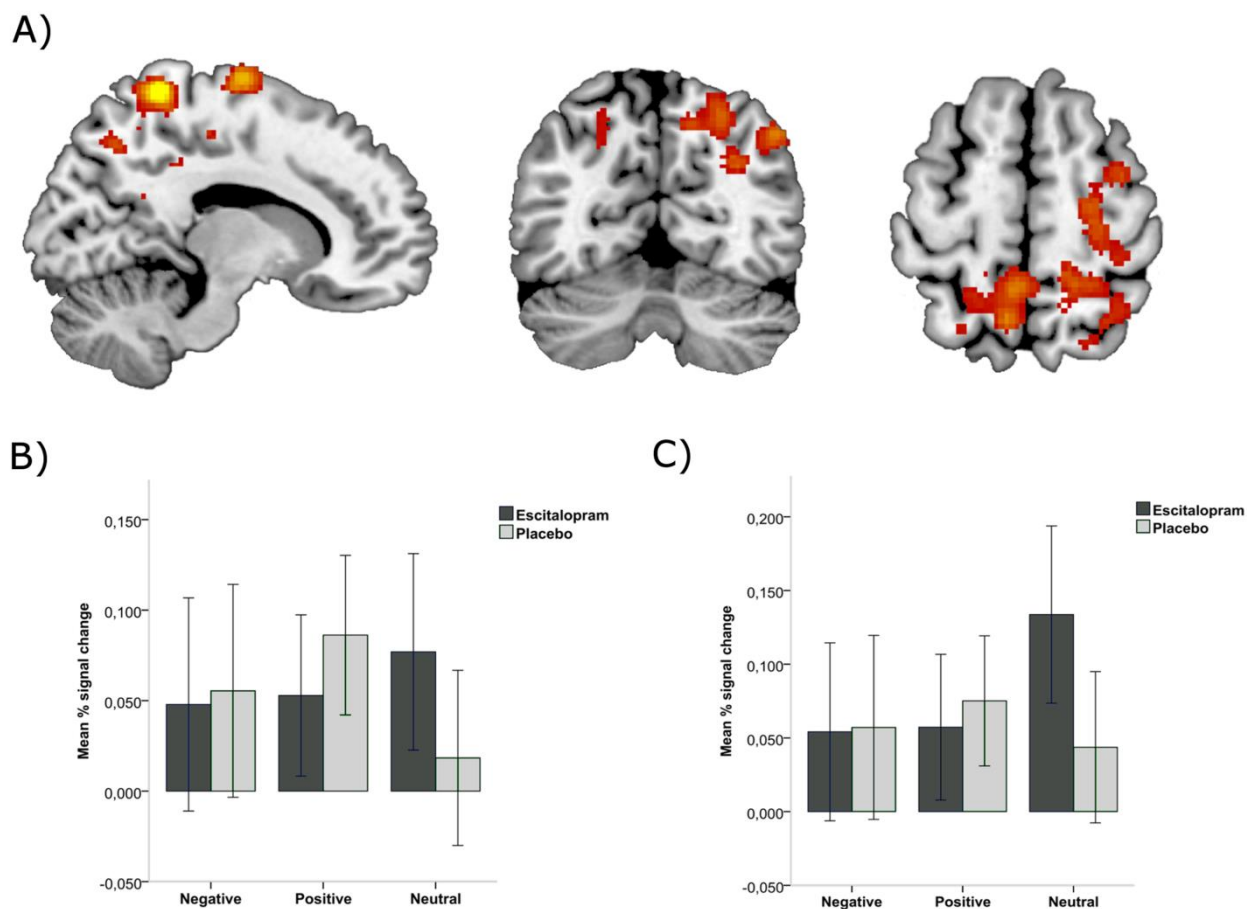 A)
B)
Mean % signal change
0,150
0,100
0,050
0,000
-0,050
Negative
Positive
Neutral
Escitalopram
Placebo
C)
Mean % signal change
0,200
0,150
0,100
0,050
0,000
-0,050
Negative
Positive
Neutral
Escitalopram
Placebo